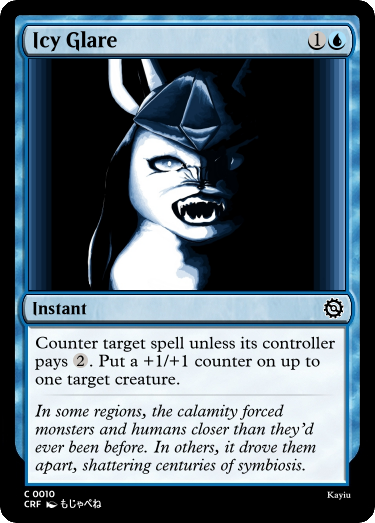 Icy Glare 1
Instant
Counter target spell unless its controller
pays 2. Put a +1/+1 counter on up to
one target creature.
In some regions, the calamity forced
monsters and humans closer than they'd
ever been before. In others, it drove them
apart, shattering centuries of symbiosis.
C 0010
CRF もじゃべね
Kayiu